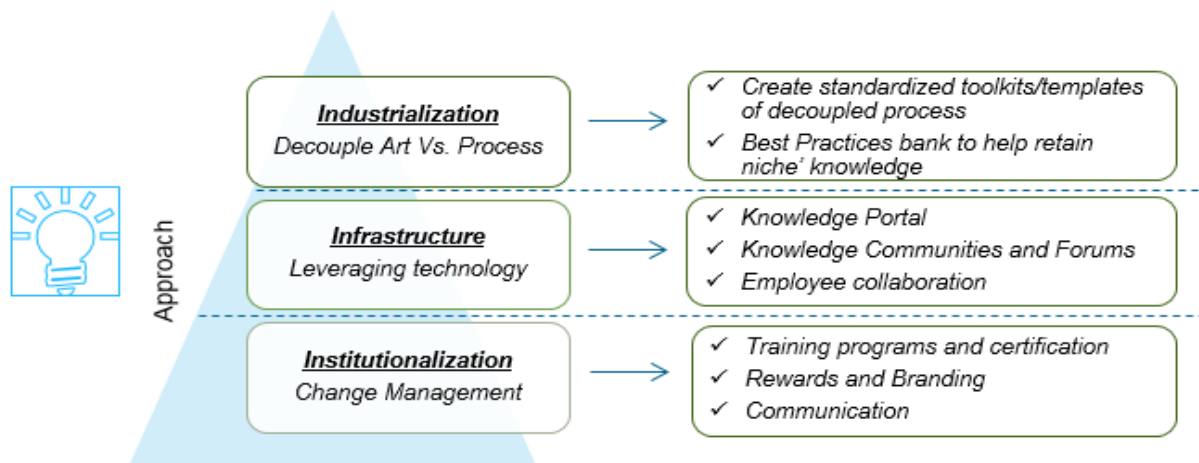 Approach
Industrialization
Decouple Art Vs. Process
✓ Create standardized toolkits/templates
of decoupled process
✓ Best Practices bank to help retain
niche’ knowledge
Infrastructure
Leveraging technology
✓ Knowledge Portal
✓ Knowledge Communities and Forums
✓ Employee collaboration
Institutionalization
Change Management
✓ Training programs and certification
✓ Rewards and Branding
✓ Communication